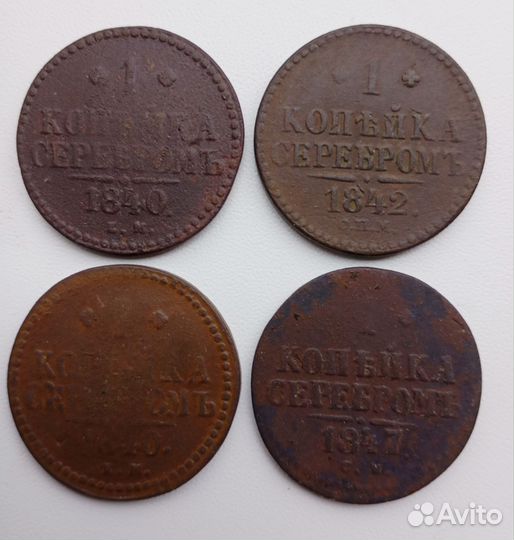 1
КОПѢЙКА
СЕРЕБРОМЪ
1840.
1
КОПѢЙКА
СЕРЕБРОМЪ
1842.
КОПѢЙКА
СЕРЕБРОМЪ
КОПѢЙКА
СЕРЕБРОМЪ
1847.
С. М.
Avito